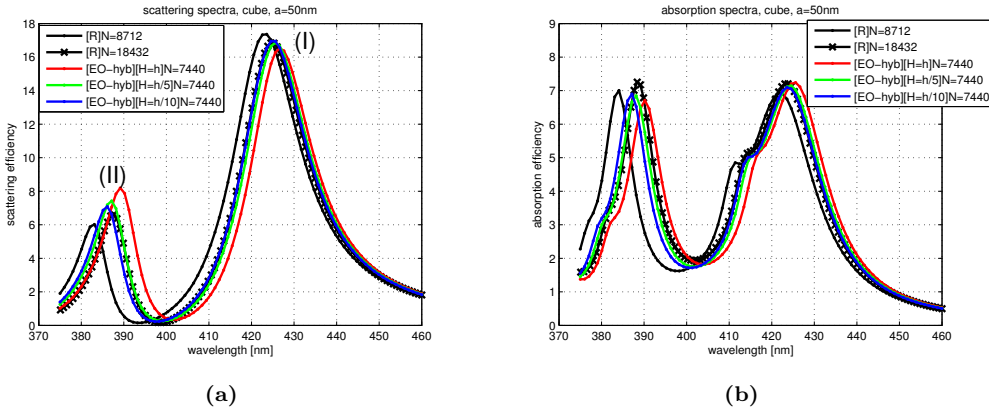 scattering spectra, cube, a=50nm
[R]N=8712
[R]N=18432
[EO−hyb][H=h]N=7440
[EO−hyb][H=h/5]N=7440
[EO−hyb][H=h/10]N=7440
(I)
(II)
scattering efficiency
18
16
14
12
10
8
6
4
2
0
370 380 390 400 410 420 430 440 450 460
wavelength [nm]
(a)
absorption spectra, cube, a=50nm
[R]N=8712
[R]N=18432
[EO−hyb][H=h]N=7440
[EO−hyb][H=h/5]N=7440
[EO−hyb][H=h/10]N=7440
absorption efficiency
9
8
7
6
5
4
3
2
1
0
370 380 390 400 410 420 430 440 450 460
wavelength [nm]
(b)